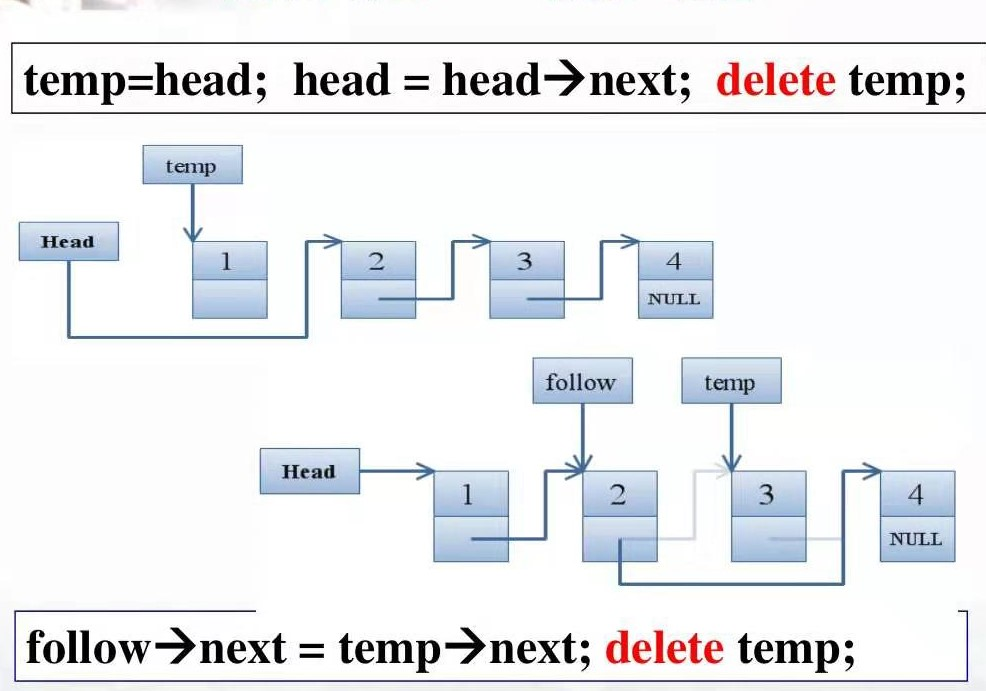 temp=head; head = head→next; delete temp;
temp
Head
1 2 3 4
NULL
follow temp
Head
1 2 3 4
NULL
follow→next = temp→next; delete temp;